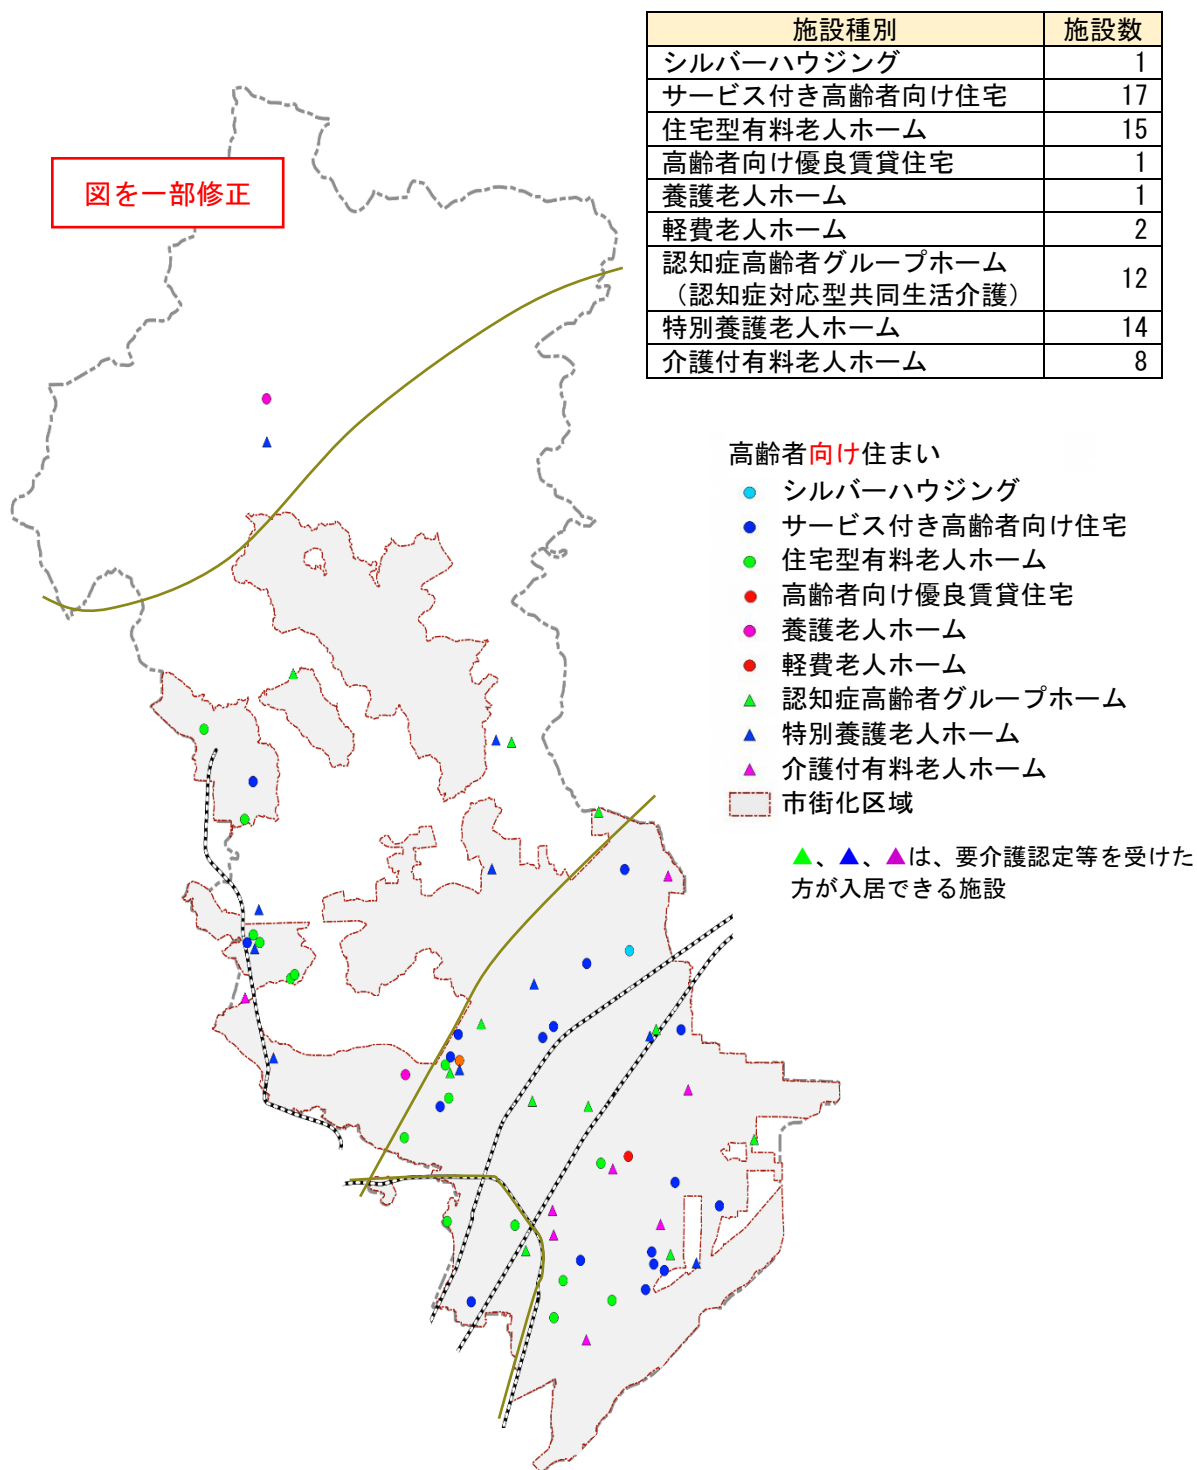 施設種別 施設数
シルバーハウジング 1
サービス付き高齢者向け住宅 17
住宅型有料老人ホーム 15
高齢者向け優良賃貸住宅 1
養護老人ホーム 1
軽費老人ホーム 2
認知症高齢者グループホーム
（認知症対応型共同生活介護） 12
特別養護老人ホーム 14
介護付有料老人ホーム 8
図を一部修正
高齢者向け住まい
シルバーハウジング
サービス付き高齢者向け住宅
住宅型有料老人ホーム
高齢者向け優良賃貸住宅
養護老人ホーム
軽費老人ホーム
認知症高齢者グループホーム
特別養護老人ホーム
介護付有料老人ホーム
市街化区域
▲、▲、▲は、要介護認定等を受けた
方が入居できる施設